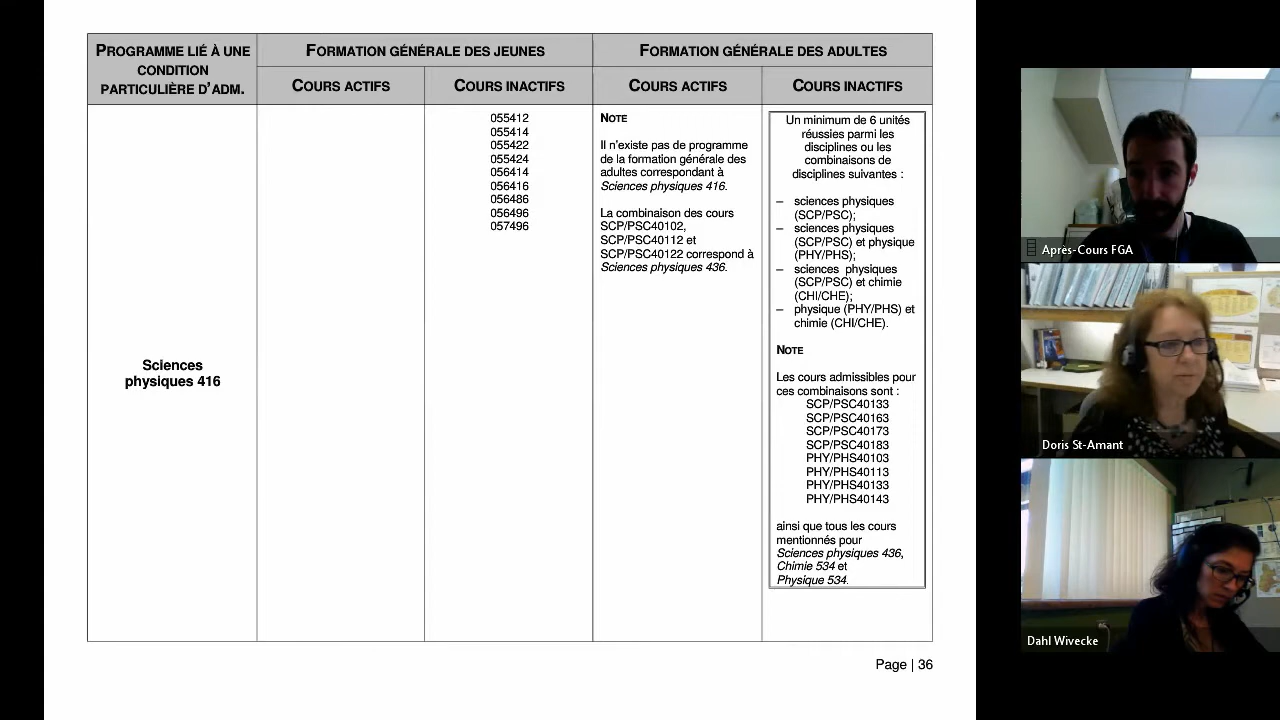 PROGRAMME LIÉ À UNE
CONDITION
PARTICULIÈRE D'ADM.
FORMATION GÉNÉRALE DES JEUNES
FORMATION GÉNÉRALE DES ADULTES
COURS ACTIFS
COURS INACTIFS
COURS ACTIFS
COURS INACTIFS
Sciences
physiques 416
055412
055414
055422
055424
056414
056416
056486
056496
057496
NOTE
Il n'existe pas de programme
de la formation générale des
adultes correspondant à
Sciences physiques 416.
La combinaison des cours
SCP/PSC40102,
SCP/PSC40112 et
SCP/PSC40122 correspond à
Sciences physiques 436.
Un minimum de 6 unités
réussies parmi les
disciplines ou les
combinaisons de
disciplines suivantes :
– sciences physiques
(SCP/PSC);
– sciences physiques
(SCP/PSC) et physique
(PHY/PHS);
– sciences physiques
(SCP/PSC) et chimie
(CHI/CHE);
– physique (PHY/PHS) et
chimie (CHI/CHE).
NOTE
Les cours admissibles pour
ces combinaisons sont :
SCP/PSC40133
SCP/PSC40163
SCP/PSC40173
SCP/PSC40183
PHY/PHS40103
PHY/PHS40113
PHY/PHS40133
PHY/PHS40143
ainsi que tous les cours
mentionnés pour
Sciences physiques 436,
Chimie 534 et
Physique 534.
Page | 36
Après-Cours FGA
Doris St-Amant
Dahl Wivecke